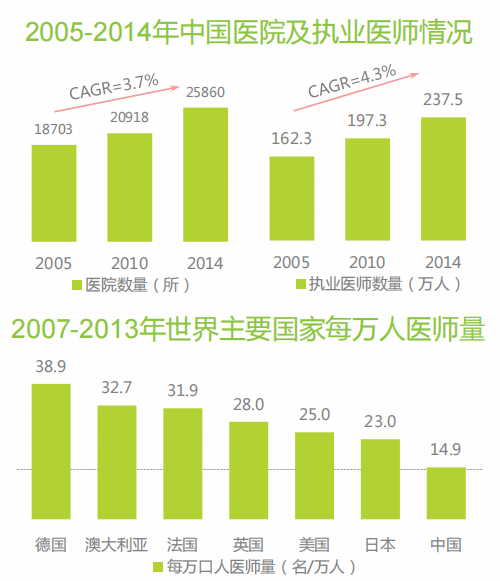 2005-2014年中国医院及执业医师情况
CAGR=3.7%
18703
20918
25860
2005
2010
2014
医院数量（所）
CAGR=4.3%
162.3
197.3
237.5
2005
2010
2014
执业医师数量（万人）
2007-2013年世界主要国家每万人医师量
38.9
32.7
31.9
28.0
25.0
23.0
14.9
德国
澳大利亚
法国
英国
美国
日本
中国
每万口人医师量（名/万人）